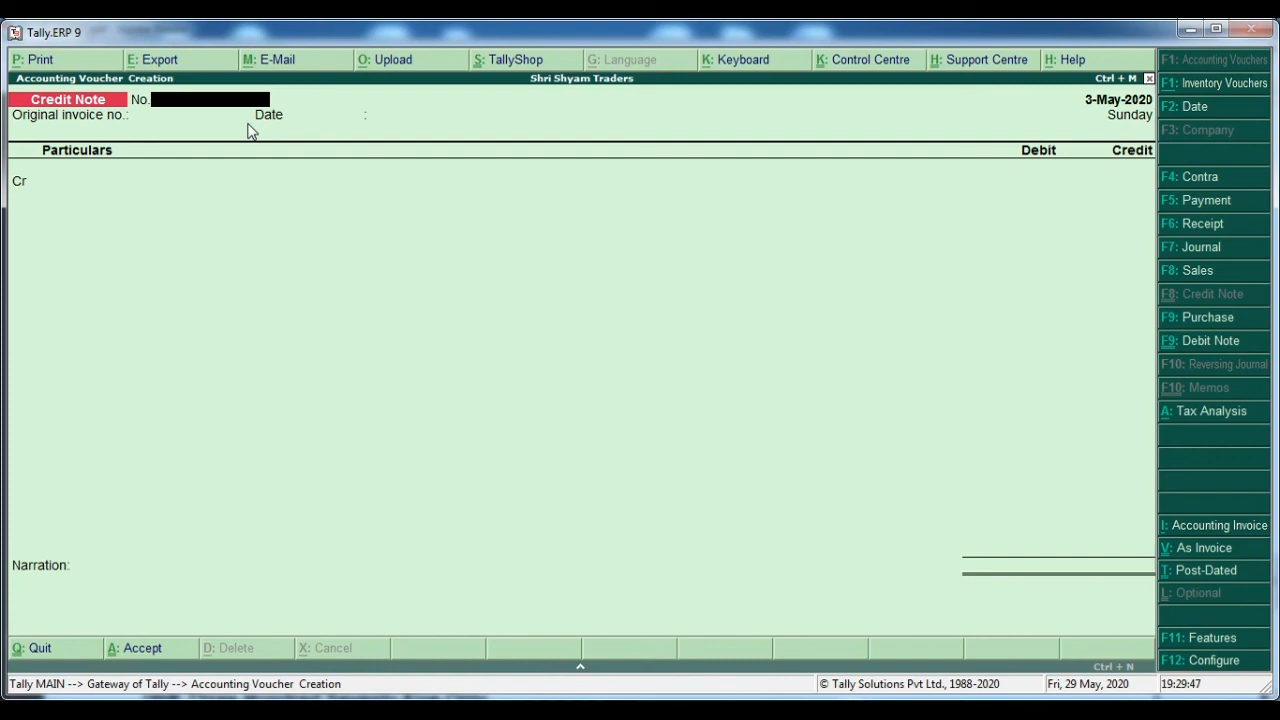 Tally.ERP 9
P: Print E: Export M: E-Mail O: Upload S: TallyShop G: Language K: Keyboard K: Control Centre H: Support Centre H: Help
Accounting Voucher Creation Shri Shyam Traders Ctrl + M
Credit Note No. 3-May-2020
Original invoice no.: Date : Sunday
Particulars Debit Credit
Cr
Narration:
Q: Quit A: Accept D: Delete X: Cancel
Ctrl + N
Tally MAIN --> Gateway of Tally --> Accounting Voucher Creation © Tally Solutions Pvt Ltd., 1988-2020 Fri, 29 May, 2020 19:29:47
F1: Accounting Vouchers
F1: Inventory Vouchers
F2: Date
F3: Company
F4: Contra
F5: Payment
F6: Receipt
F7: Journal
F8: Sales
F8: Credit Note
F9: Purchase
F9: Debit Note
F10: Reversing Journal
F10: Memos
A: Tax Analysis
I: Accounting Invoice
V: As Invoice
T: Post-Dated
L: Optional
F11: Features
F12: Configure